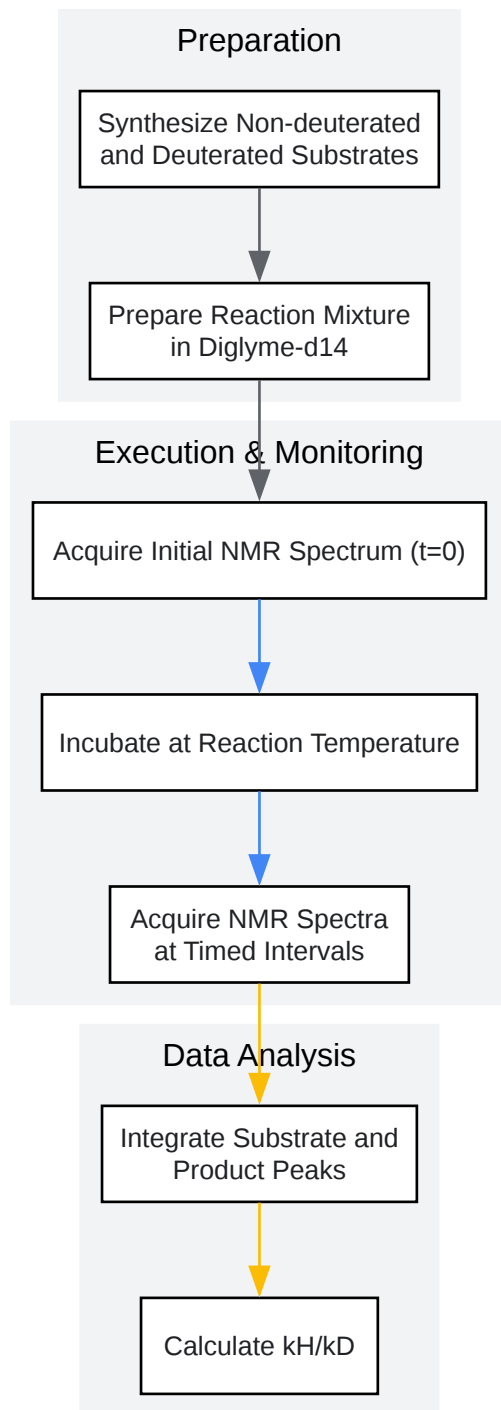 Preparation
Synthesize Non-deuterated
and Deuterated Substrates
Prepare Reaction Mixture
in Diglyme-d14
Execution & Monitoring
Acquire Initial NMR Spectrum (t=0)
Incubate at Reaction Temperature
Acquire NMR Spectra
at Timed Intervals
Data Analysis
Integrate Substrate and
Product Peaks
Calculate kH/kD